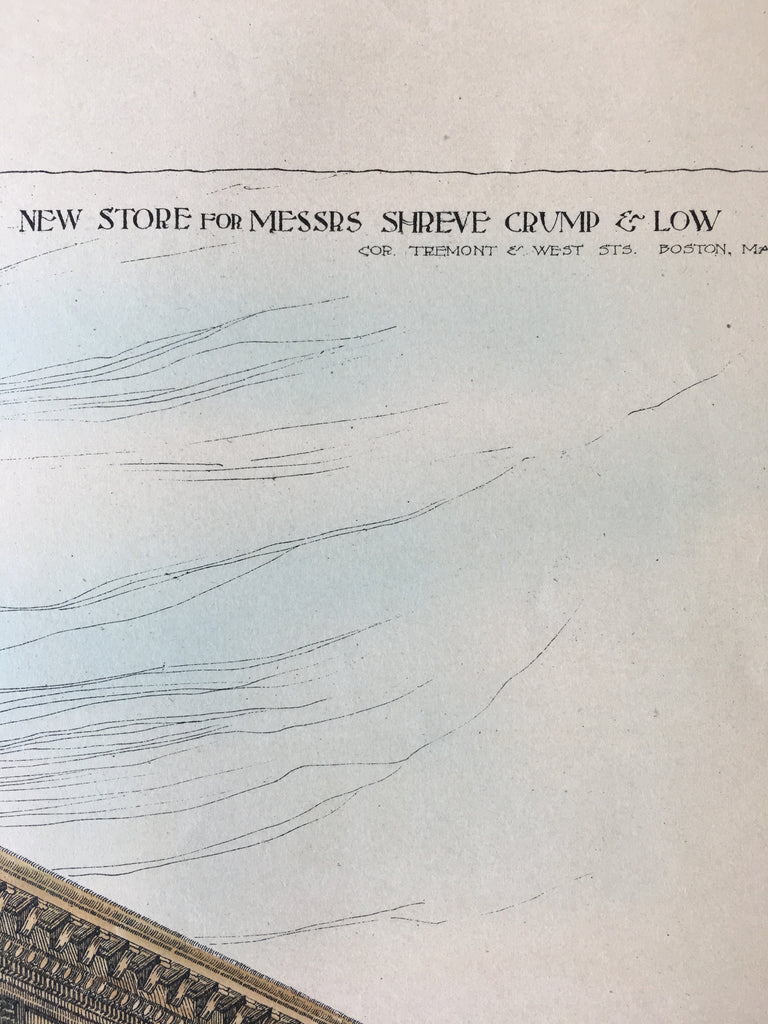 NEW STORE FOR MESSRS SHREVE CRUMP & LOW
COR. TREMONT & WEST STS. BOSTON, MA